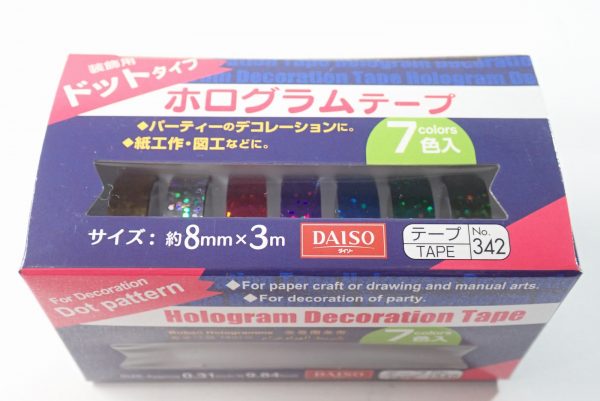 装飾用
ドットタイプ
Tape Hologram Decoration
Decoration Tape Hologram
ホログラムテープ
◆パーティーのデコレーションに。
◆紙工作・図工などに。
7 colors
色入
サイズ：約8mm×3m
DAISO
ダイソー
テープ
TAPE
No.
342
For Decoration
Dot pattern
◆For paper craft or drawing and manual arts.
◆For decoration of party.
Hologram Decoration Tape
7 colors
色入
DAISO